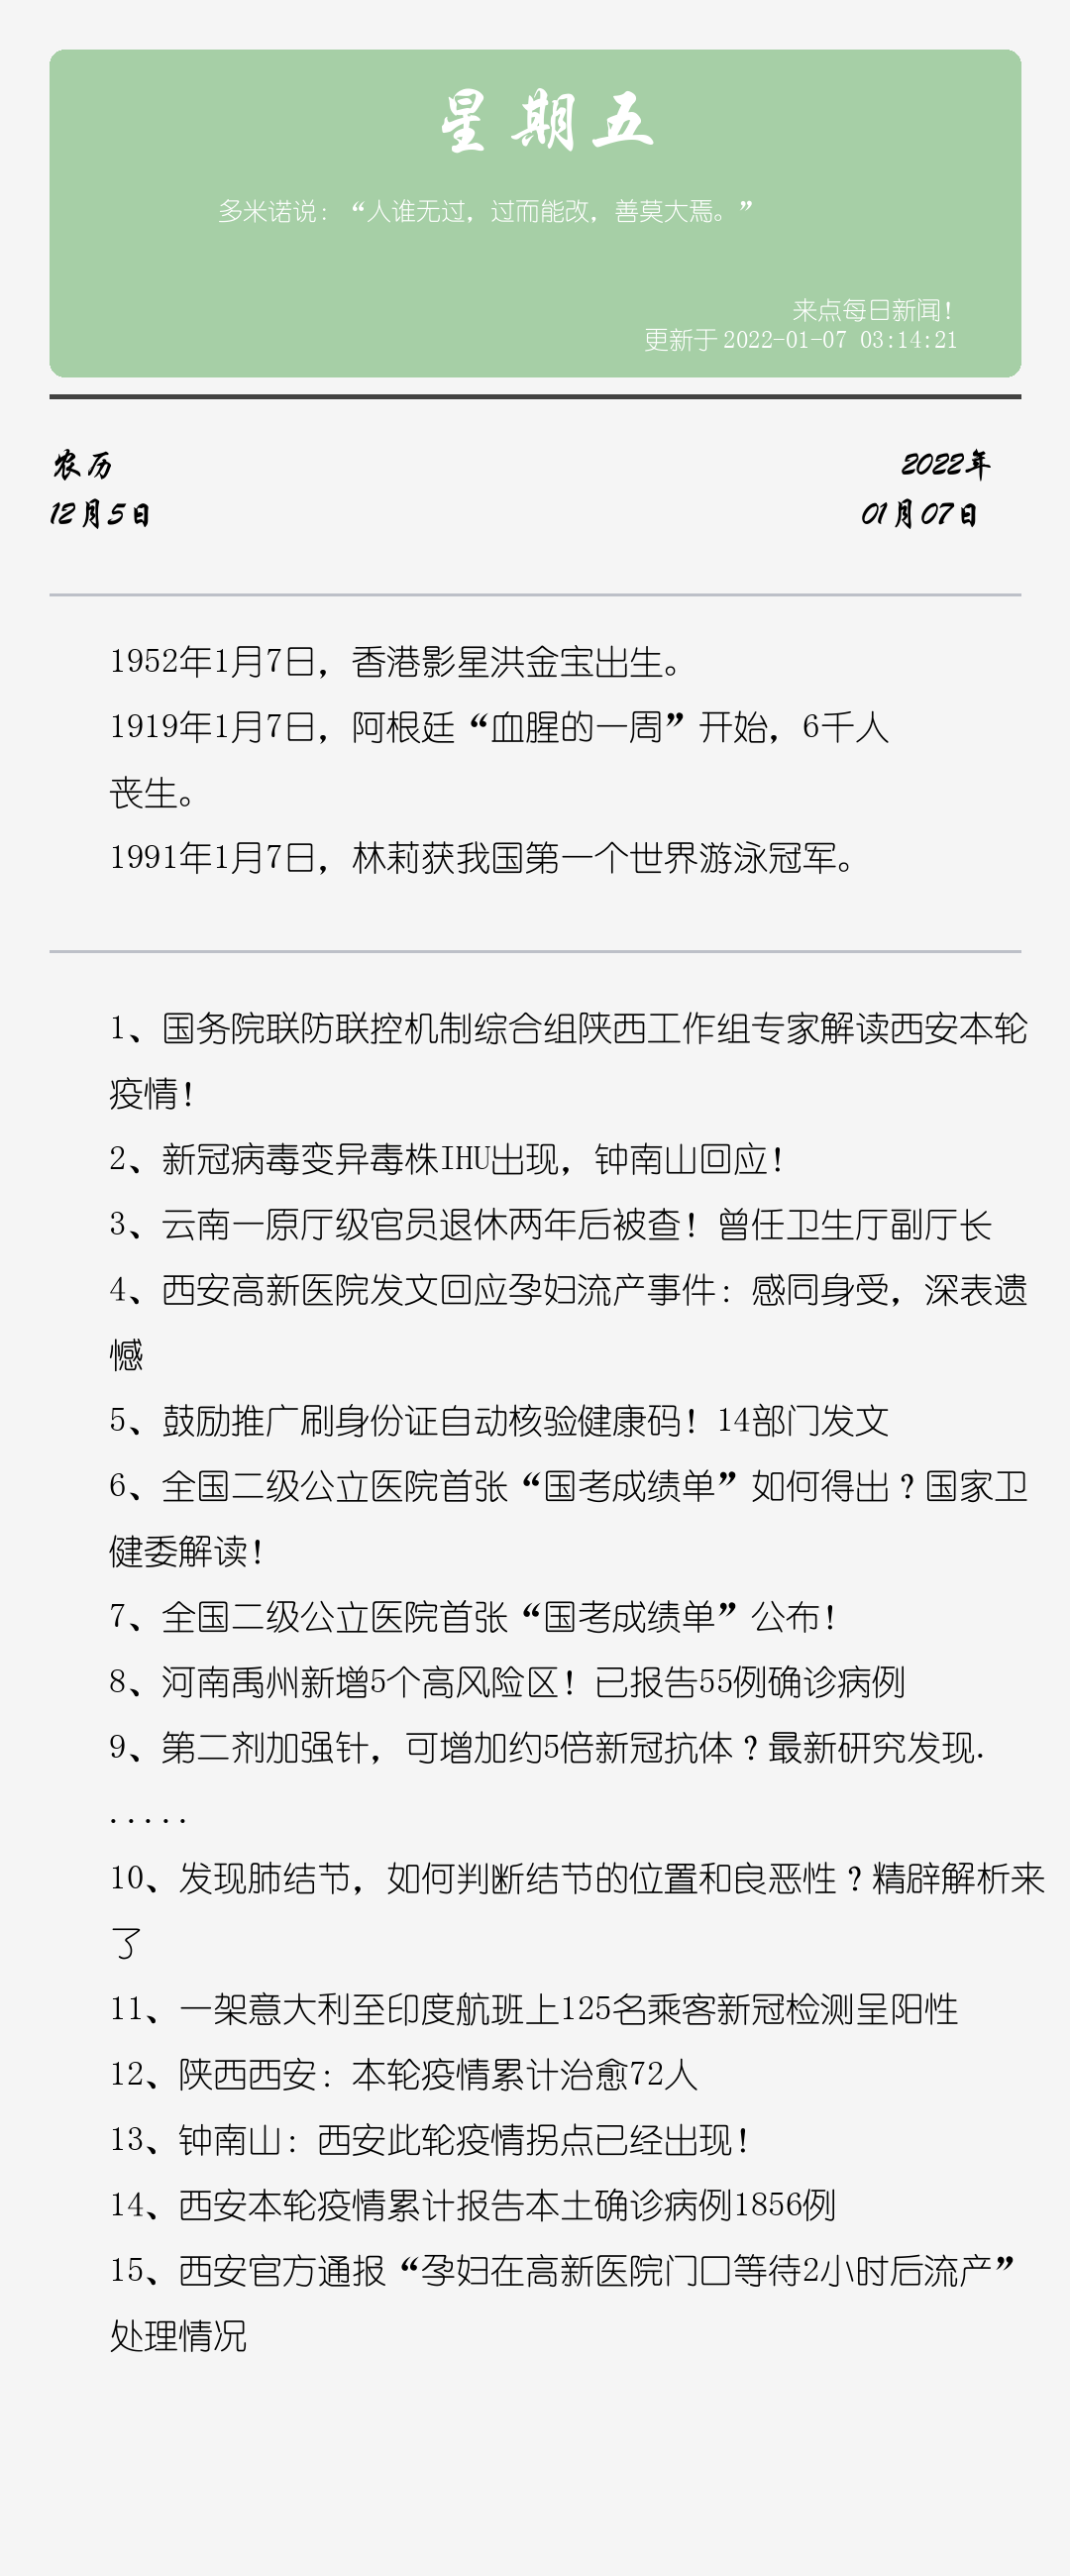 星期五
多米诺说：“人谁无过，过而能改，善莫大焉。”
来点每日新闻！
更新于 2022-01-07 03:14:21
农历
2022年
12月5日
01月07日
1952年1月7日，香港影星洪金宝出生。
1919年1月7日，阿根廷“血腥的一周”开始，6千人
丧生。
1991年1月7日，林莉获我国第一个世界游泳冠军。
1、国务院联防联控机制综合组陕西工作组专家解读西安本轮
疫情！
2、新冠病毒变异毒株IHU出现，钟南山回应！
3、云南一原厅级官员退休两年后被查！曾任卫生厅副厅长
4、西安高新医院发文回应孕妇流产事件：感同身受，深表遗
憾
5、鼓励推广刷身份证自动核验健康码！14部门发文
6、全国二级公立医院首张“国考成绩单”如何得出？国家卫
健委解读！
7、全国二级公立医院首张“国考成绩单”公布！
8、河南禹州新增5个高风险区！已报告55例确诊病例
9、第二剂加强针，可增加约5倍新冠抗体？最新研究发现.
.....
10、发现肺结节，如何判断结节的位置和良恶性？精辟解析来
了
11、一架意大利至印度航班上125名乘客新冠检测呈阳性
12、陕西西安：本轮疫情累计治愈72人
13、钟南山：西安此轮疫情拐点已经出现！
14、西安本轮疫情累计报告本土确诊病例1856例
15、西安官方通报“孕妇在高新医院门口等待2小时后流产”
处理情况